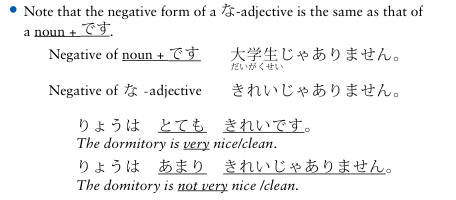 • Note that the negative form of a な-adjective is the same as that of
a noun + です.
Negative of noun + です 大学生じゃありません。
だいがくせい
Negative of な -adjective きれいじゃありません。
りょうは とても きれいです。
The dormitory is very nice/clean.
りょうは あまり きれいじゃありません。
The domitory is not very nice /clean.